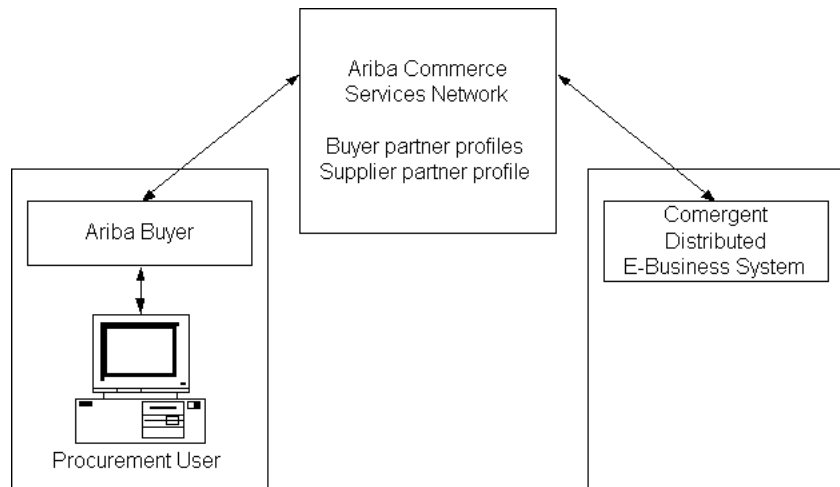 Ariba Commerce
Services Network
Buyer partner profiles
Supplier partner profile
Ariba Buyer
Procurement User
Comergent
Distributed
E-Business System